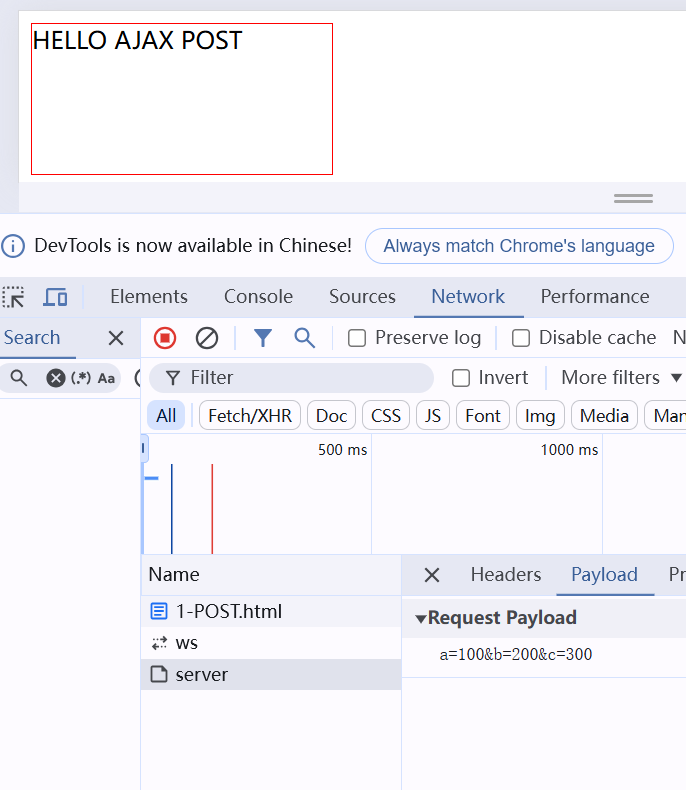 HELLO AJAX POST
DevTools is now available in Chinese! Always match Chrome's language
Elements Console Sources Network Performance
Search Preserve log Disable cache N
(.*) Aa Filter Invert More filters
All Fetch/XHR Doc CSS JS Font Img Media Man
500 ms 1000 ms
Name Headers Payload Pr
1-POST.html Request Payload
ws a=100&b=200&c=300
server